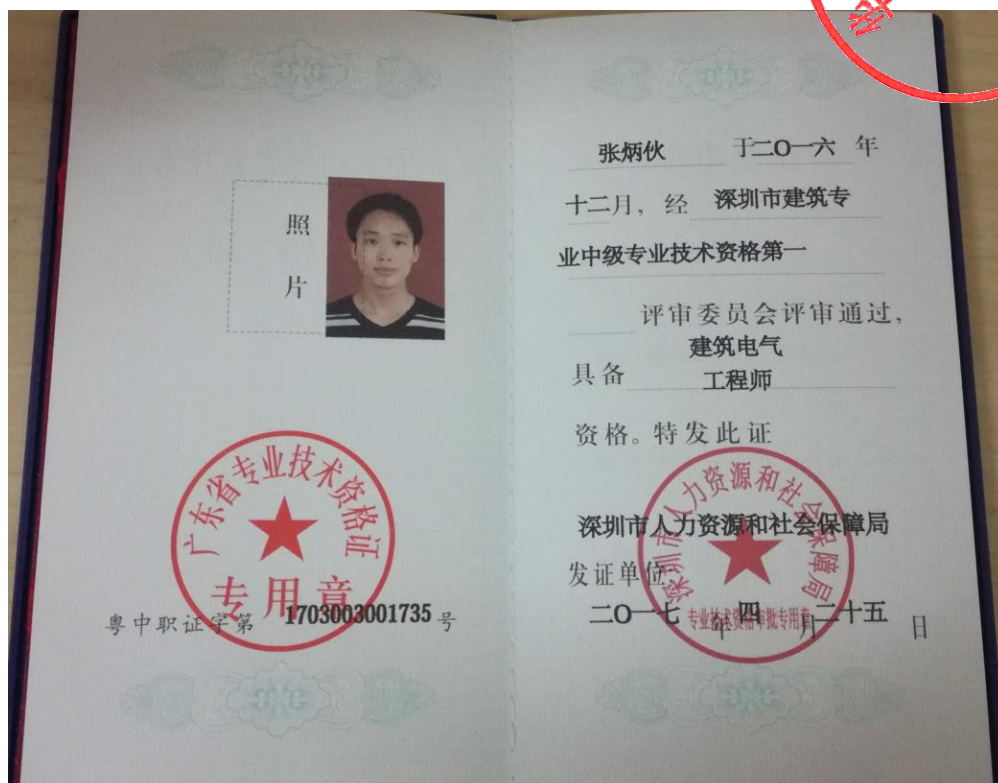 照
片
广东省专业技术资格证
专用章
粤中职证字第 1703003001735 号
张炳伙 于二〇一六 年
十二月，经 深圳市建筑专
业中级专业技术资格第一
评审委员会评审通过，
建筑电气
具备 工程师
资格。特发此证
深圳市人力资源和社会保障局
深圳市人力资源和社会保障局
发证单位
专业技术资格审批专用章
二〇一七 年 四 月 二十五 日